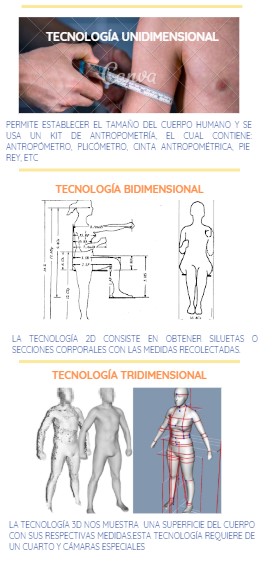 TECNOLOGÍA UNIDIMENSIONAL
Canva
PERMITE ESTABLECER EL TAMAÑO DEL CUERPO HUMANO Y SE
USA UN KIT DE ANTROPOMETRÍA, EL CUAL CONTIENE:
ANTROPÓMETRO, PLICÓMETRO, CINTA ANTROPOMÉTRICA, PIE
REY, ETC
TECNOLOGÍA BIDIMENSIONAL
LA TECNOLOGÍA 2D CONSISTE EN OBTENER SILUETAS O
SECCIONES CORPORALES CON LAS MEDIDAS RECOLECTADAS.
TECNOLOGÍA TRIDIMENSIONAL
LA TECNOLOGÍA 3D NOS MUESTRA UNA SUPERFICIE DEL CUERPO
CON SUS RESPECTIVAS MEDIDAS.ESTA TECNOLOGÍA REQUIERE DE
UN CUARTO Y CÁMARAS ESPECIALES